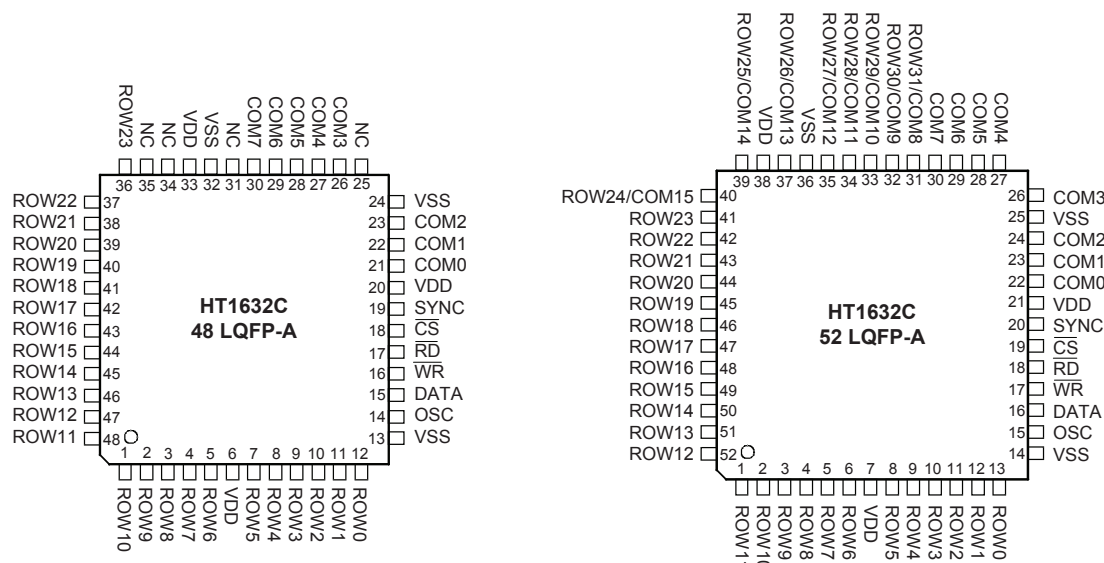 ROW23
NC
NC
VDD
VSS
NC
COM7
COM6
COM5
COM4
COM3
NC
36 35 34 33 32 31 30 29 28 27 26 25
ROW22 37
ROW21 38
ROW20 39
ROW19 40
ROW18 41
ROW17 42
ROW16 43
ROW15 44
ROW14 45
ROW13 46
ROW12 47
ROW11 48
HT1632C
48 LQFP-A
24 VSS
23 COM2
22 COM1
21 COM0
20 VDD
19 SYNC
18 CS
17 RD
16 WR
15 DATA
14 OSC
13 VSS
1 2 3 4 5 6 7 8 9 10 11 12
ROW10
ROW9
ROW8
ROW7
ROW6
VDD
ROW5
ROW4
ROW3
ROW2
ROW1
ROW0
ROW25/COM14
VDD
ROW26/COM13
VSS
ROW27/COM12
ROW28/COM11
ROW29/COM10
ROW30/COM9
ROW31/COM8
COM7
COM6
COM5
COM4
39 38 37 36 35 34 33 32 31 30 29 28 27
ROW24/COM15 40
ROW23 41
ROW22 42
ROW21 43
ROW20 44
ROW19 45
ROW18 46
ROW17 47
ROW16 48
ROW15 49
ROW14 50
ROW13 51
ROW12 52
HT1632C
52 LQFP-A
26 COM3
25 VSS
24 COM2
23 COM1
22 COM0
21 VDD
20 SYNC
19 CS
18 RD
17 WR
16 DATA
15 OSC
14 VSS
1 2 3 4 5 6 7 8 9 10 11 12 13
ROW10
ROW9
ROW8
ROW7
ROW6
VDD
ROW5
ROW4
ROW3
ROW2
ROW1
ROW0